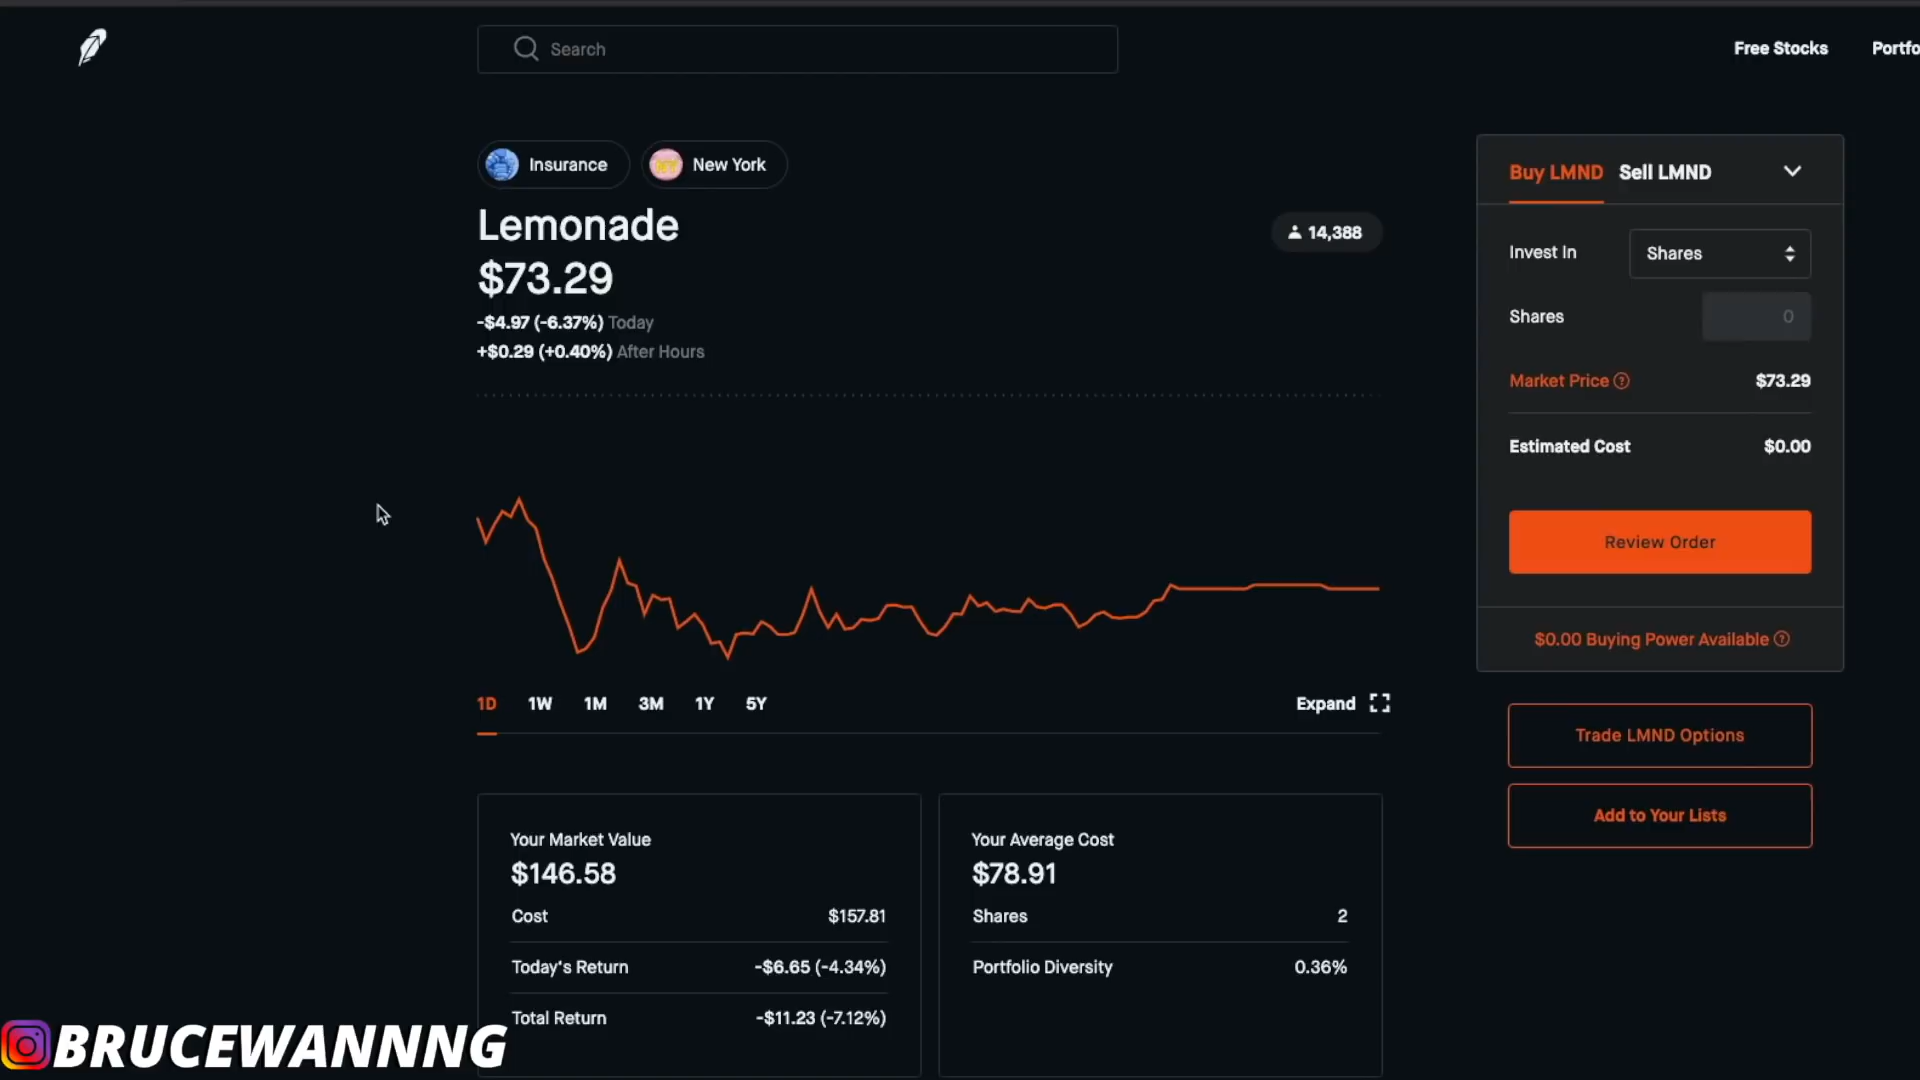 Search
Free Stocks
Portfo
Insurance
New York
Lemonade
14,388
$73.29
-$4.97 (-6.37%) Today
+$0.29 (+0.40%) After Hours
Buy LMND Sell LMND
Invest In Shares
Shares 0
Market Price $73.29
Estimated Cost $0.00
Review Order
$0.00 Buying Power Available
1D 1W 1M 3M 1Y 5Y Expand
Trade LMND Options
Add to Your Lists
Your Market Value
$146.58
Cost $157.81
Today's Return -$6.65 (-4.34%)
Total Return -$11.23 (-7.12%)
Your Average Cost
$78.91
Shares 2
Portfolio Diversity 0.36%
BRUCEWANNNG